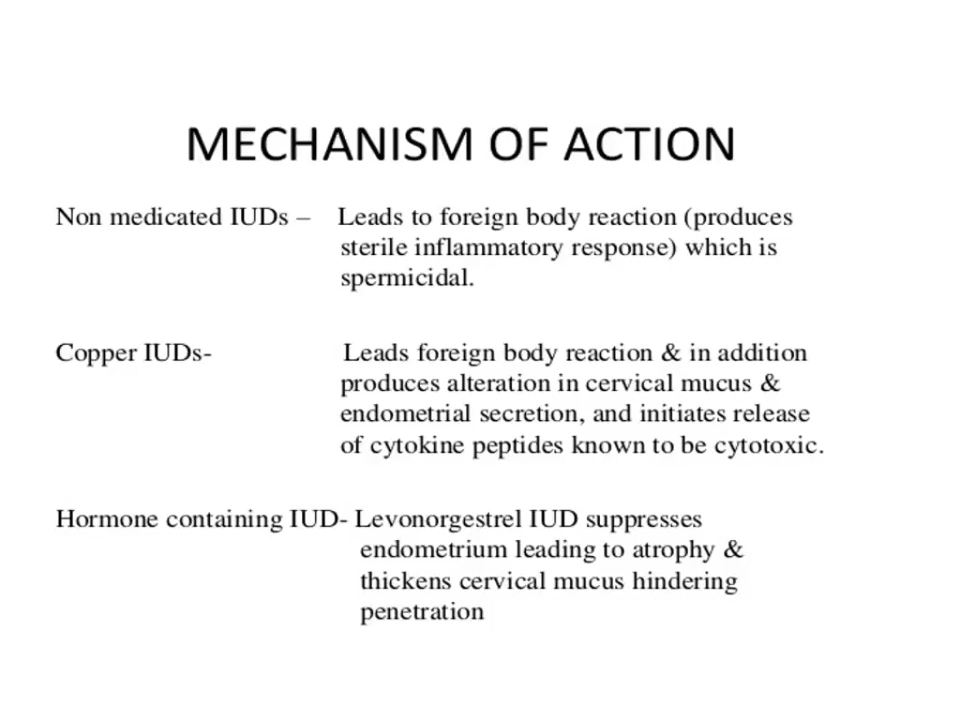 MECHANISM OF ACTION
Non medicated IUDs – Leads to foreign body reaction (produces
sterile inflammatory response) which is
spermicidal.
Copper IUDs- Leads foreign body reaction & in addition
produces alteration in cervical mucus &
endometrial secretion, and initiates release
of cytokine peptides known to be cytotoxic.
Hormone containing IUD- Levonorgestrel IUD suppresses
endometrium leading to atrophy &
thickens cervical mucus hindering
penetration